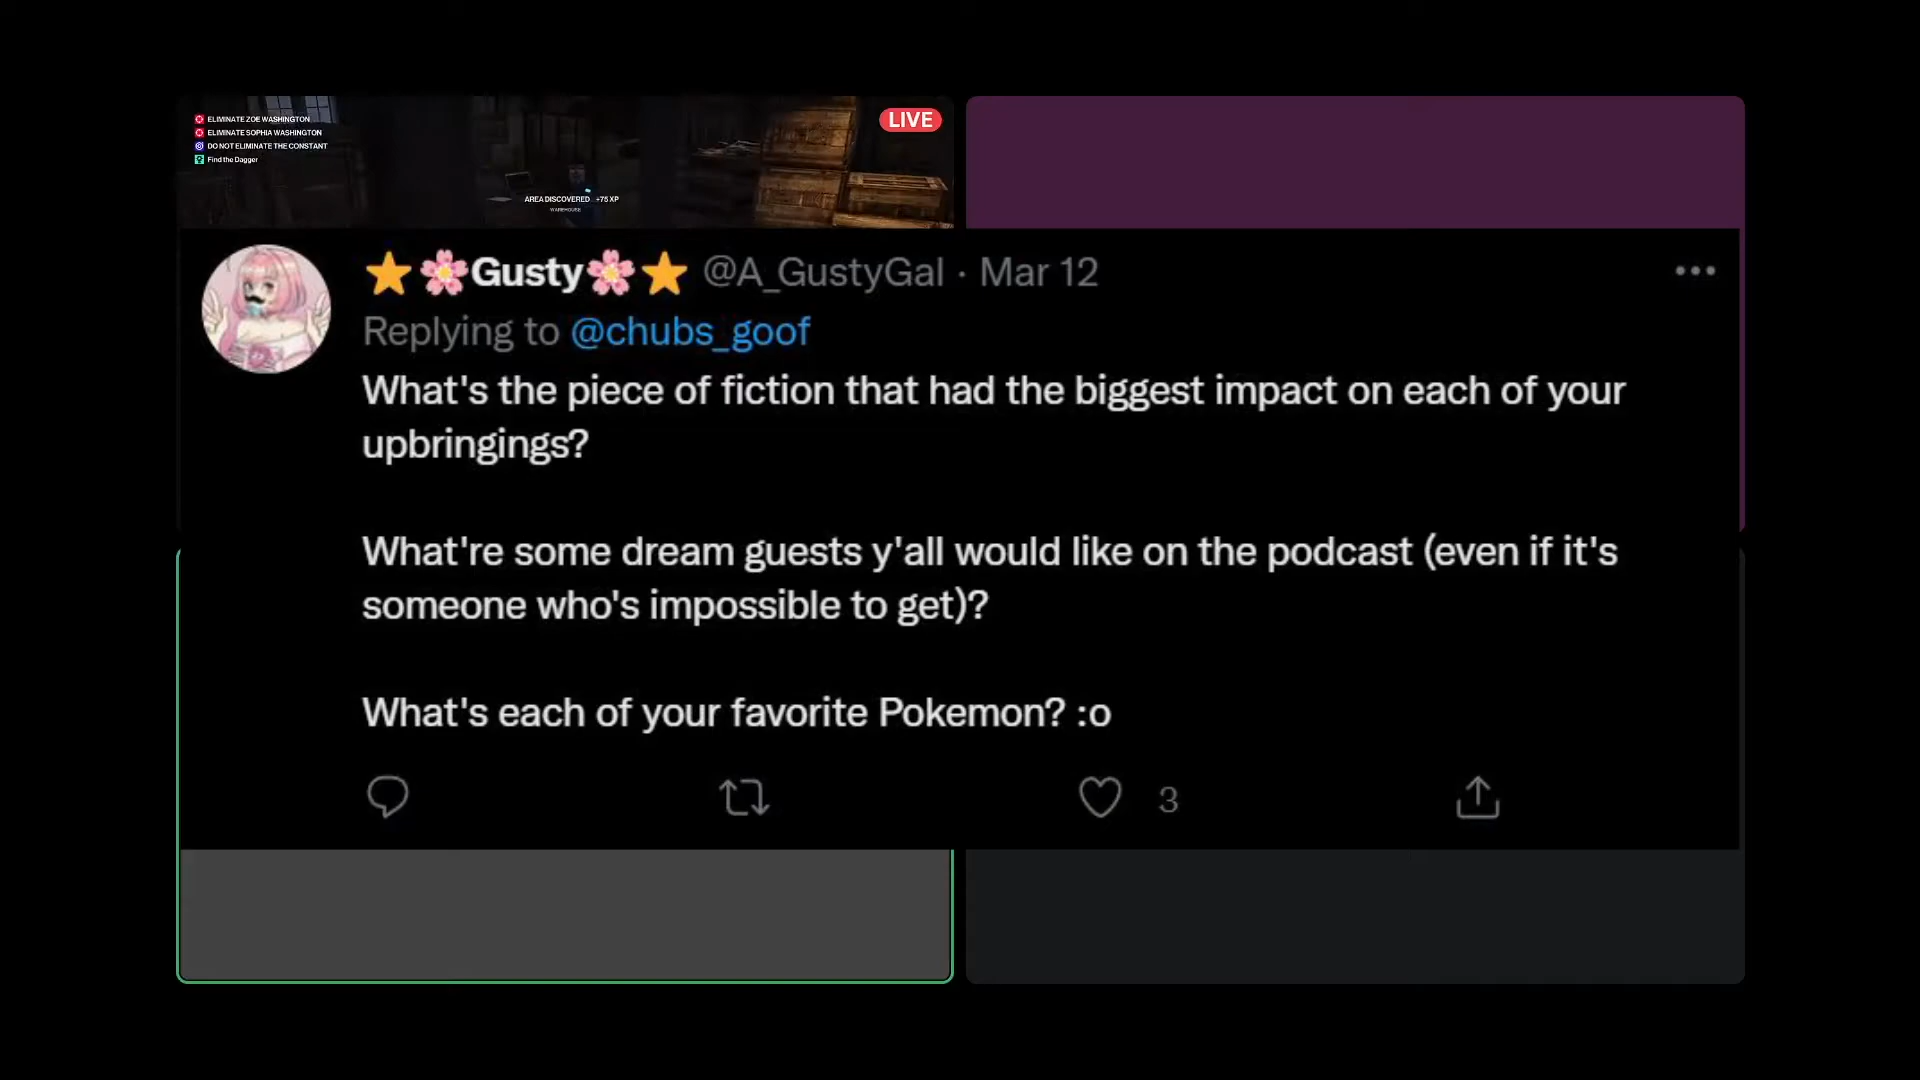 ELIMINATE ZOE WASHINGTON
ELIMINATE SOPHIA WASHINGTON
DO NOT ELIMINATE THE CONSTANT
Find the Dagger
LIVE
AREA DISCOVERED +75 XP
WAREHOUSE
⭐🌸Gusty🌸⭐ @A_GustyGal · Mar 12
Replying to @chubs_goof
What's the piece of fiction that had the biggest impact on each of your
upbringings?
What're some dream guests y'all would like on the podcast (even if it's
someone who's impossible to get)?
What's each of your favorite Pokemon? :o
3